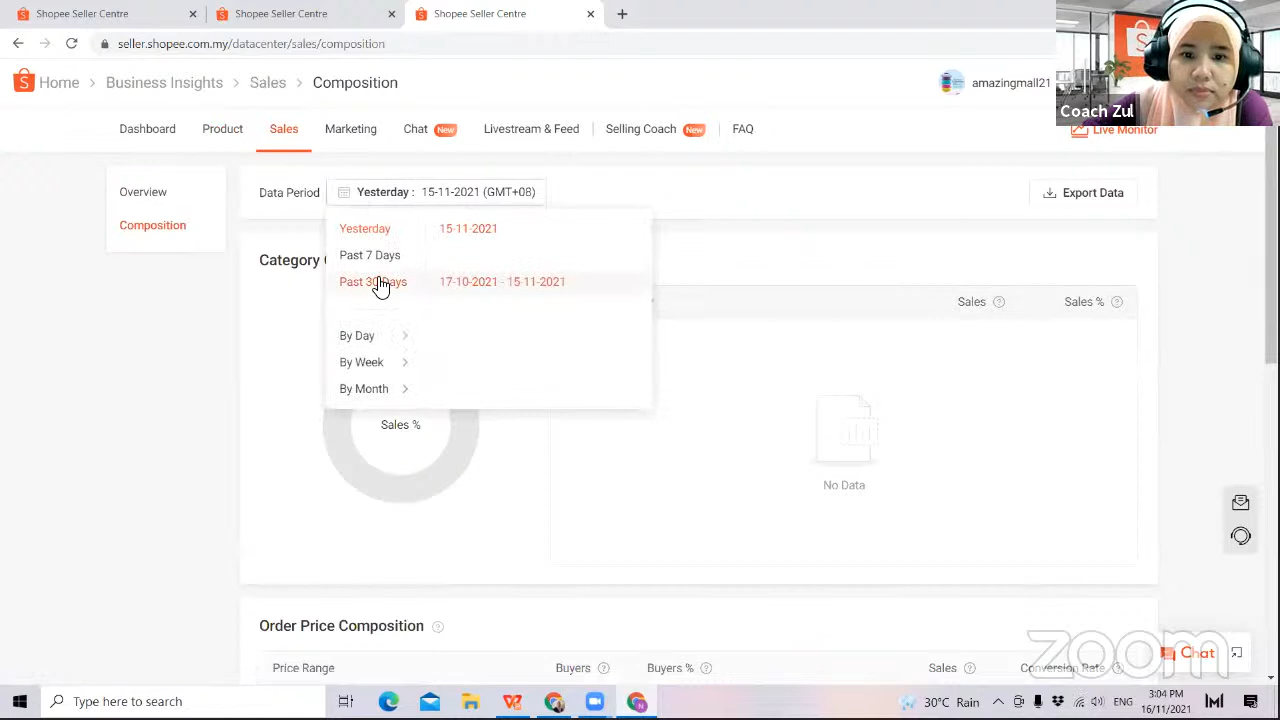 Shopee Seller Centre
Shopee Seller Centre
Shopee Seller Centre
seller.shopee.com.my/datacenter/sales/composition
Home > Business Insights > Sales > Composition
amazingmall21
Coach Zul
Dashboard Product Sales Marketing Chat New Livestream & Feed Selling Coach New FAQ
Live Monitor
Overview
Composition
Data Period Yesterday : 15-11-2021 (GMT+08)
Export Data
Yesterday 15-11-2021
Past 7 Days
Past 30 Days 17-10-2021 - 15-11-2021
By Day
By Week
By Month
Category
Sales Sales %
Sales %
No Data
Order Price Composition
Price Range Buyers Buyers % Sales Conversion Rate
Chat
zoom
Type here to search
30°C Rain
ENG
3:04 PM
16/11/2021